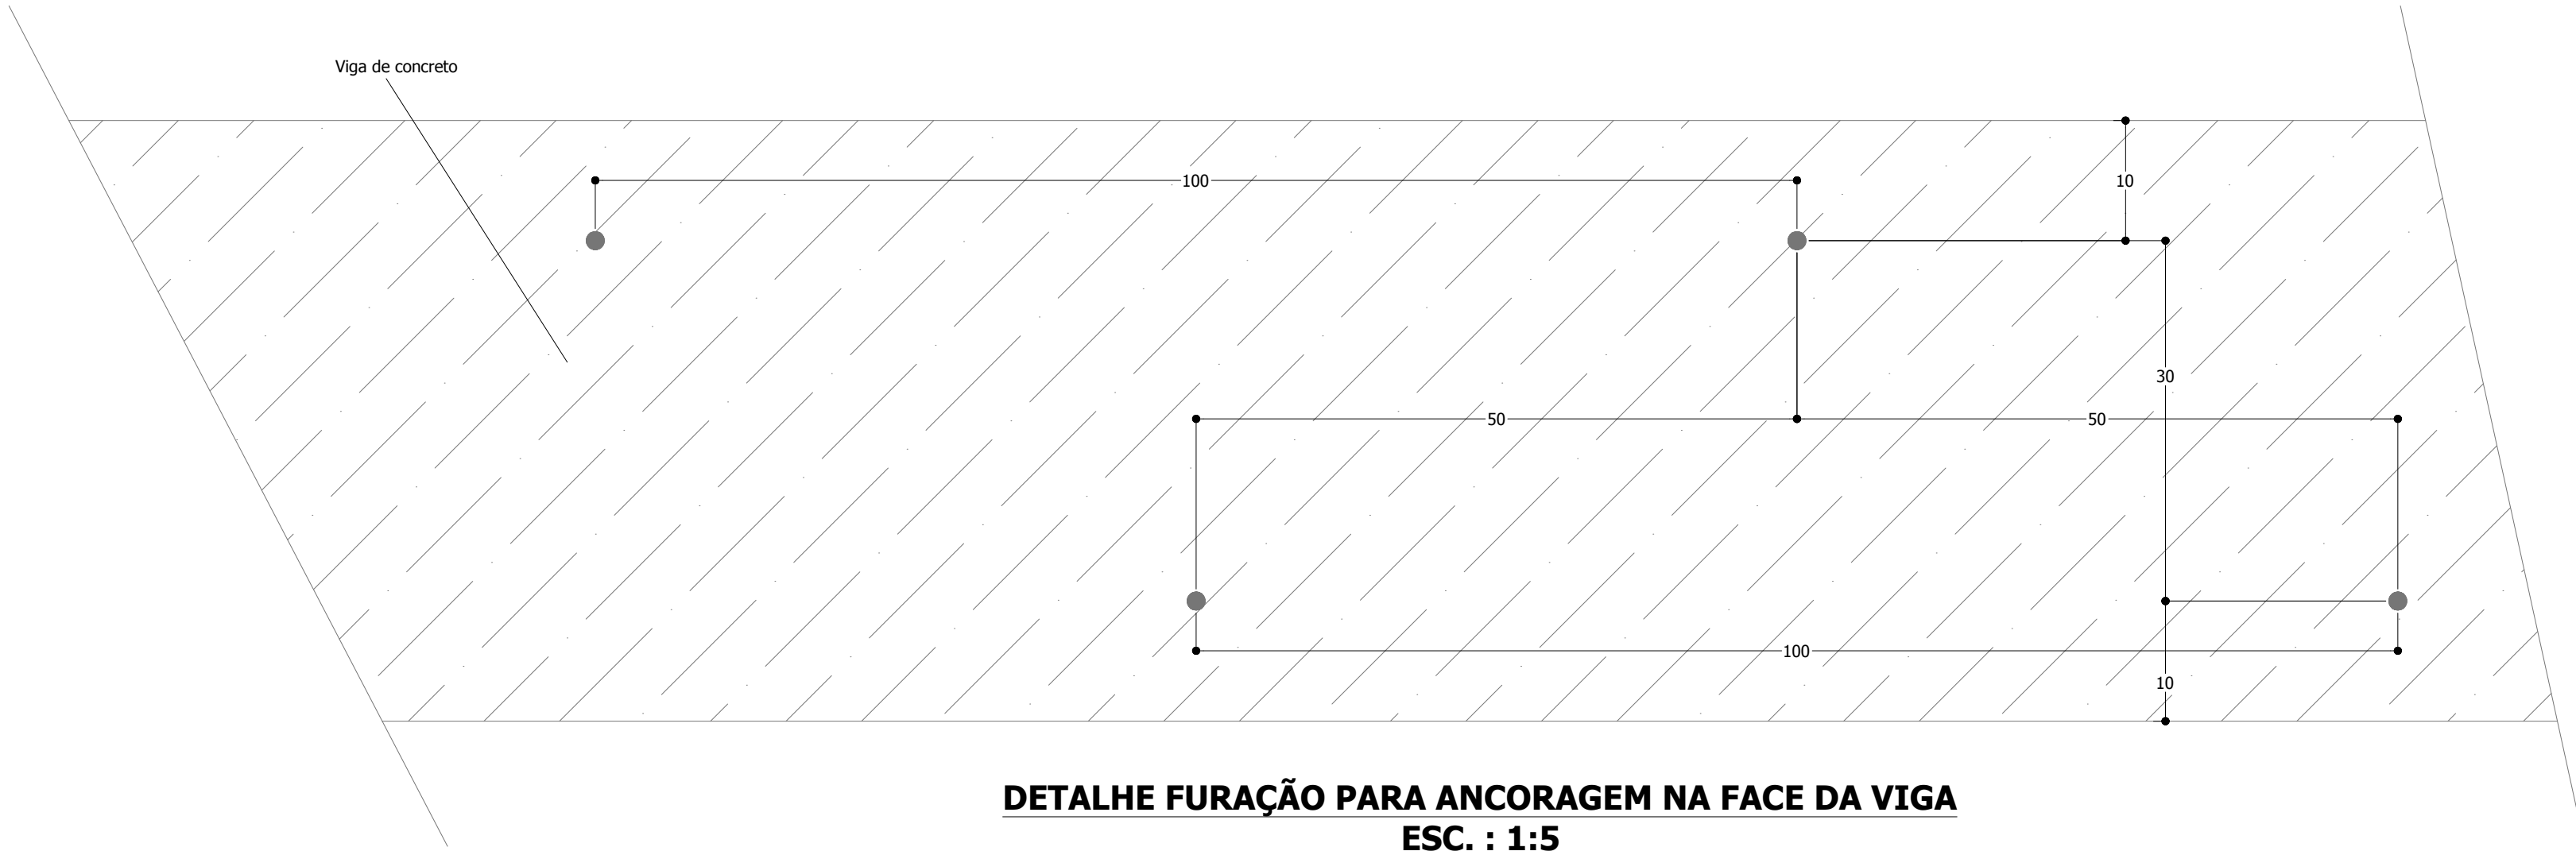 Viga de concreto
100
10
30
50
50
100
10
DETALHE FURAÇÃO PARA ANCORAGEM NA FACE DA VIGA
ESC. : 1:5